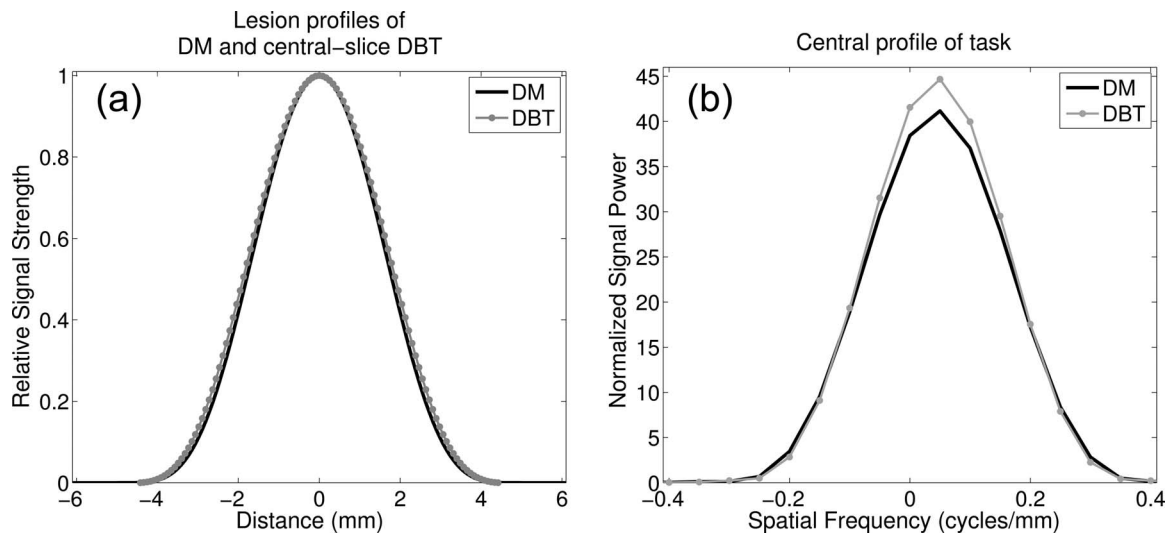 Lesion profiles of
DM and central−slice DBT
(a)
DM
DBT
1
0.8
0.6
0.4
0.2
0
Relative Signal Strength
−6 −4 −2 0 2 4 6
Distance (mm)
Central profile of task
(b)
DM
DBT
45
40
35
30
25
20
15
10
5
0
Normalized Signal Power
−0.4 −0.2 0 0.2 0.4
Spatial Frequency (cycles/mm)